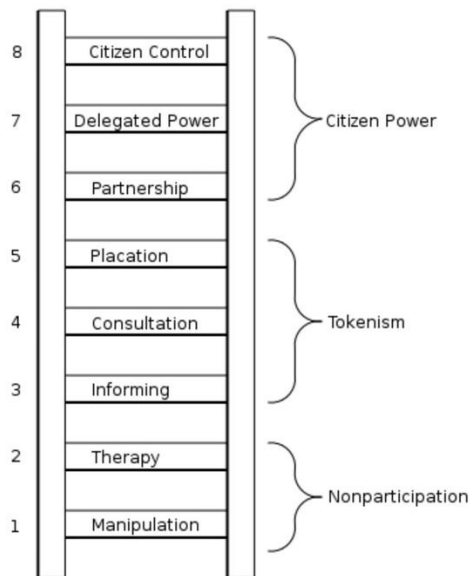 8 Citizen Control
7 Delegated Power
Citizen Power
6 Partnership
5 Placation
4 Consultation
Tokenism
3 Informing
2 Therapy
Nonparticipation
1 Manipulation